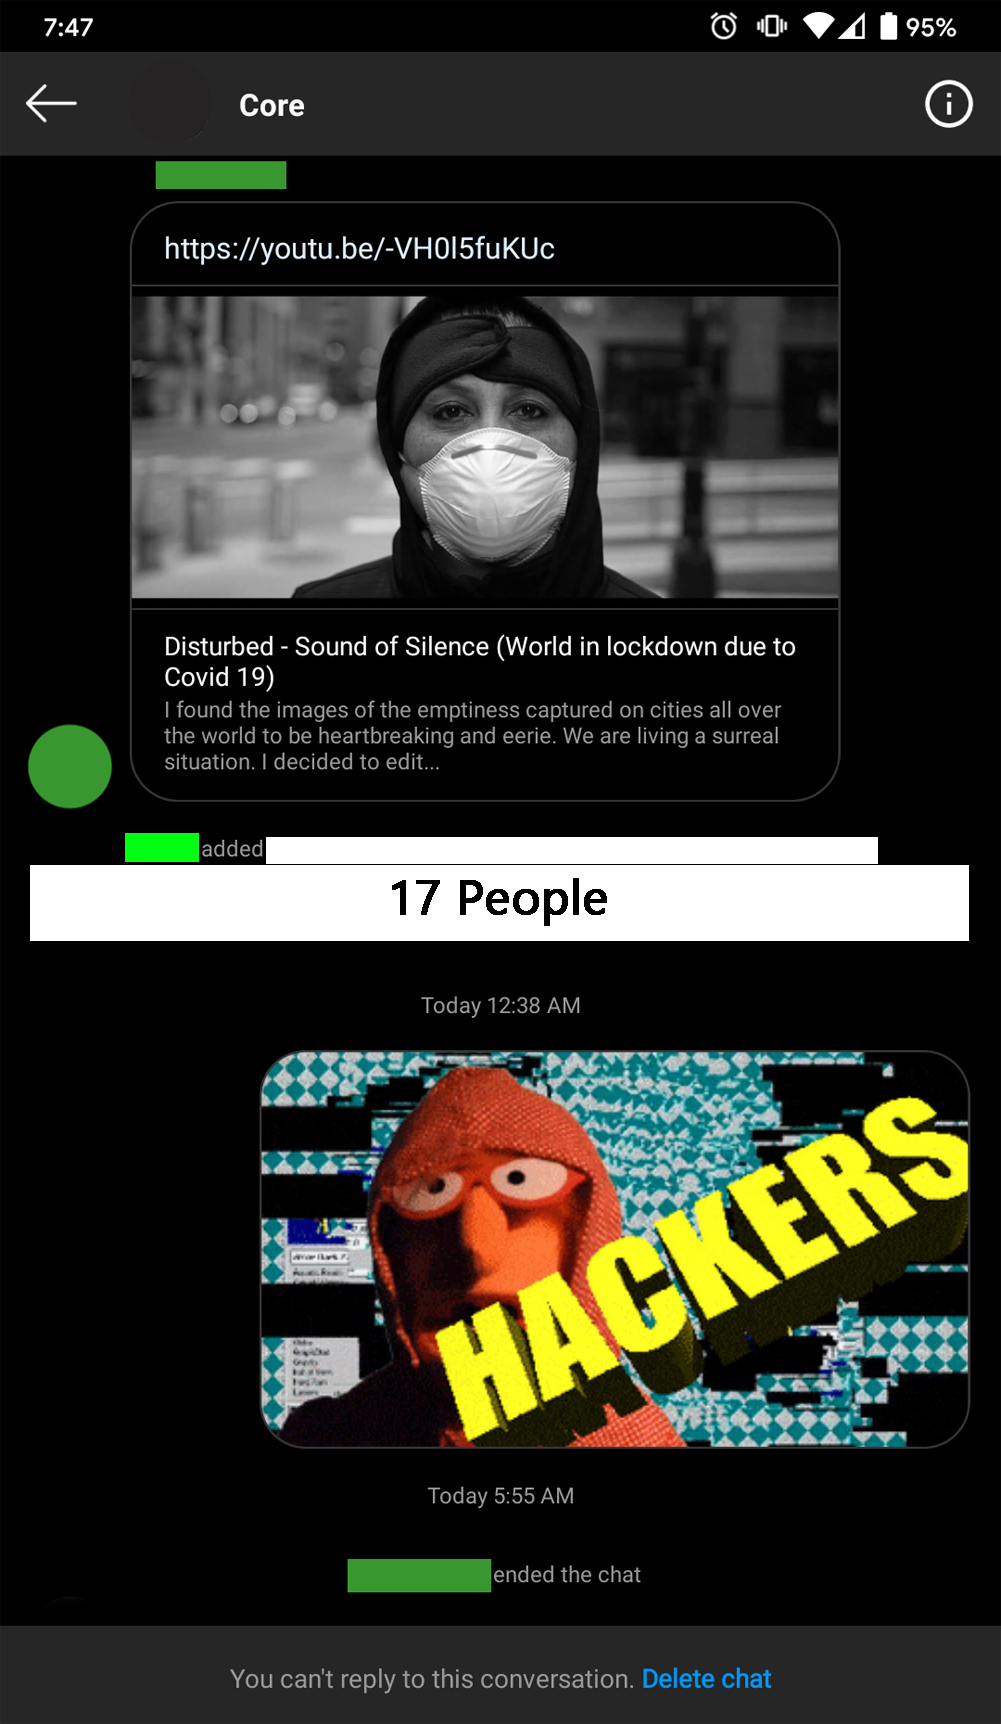 7:47
95%
Core
https://youtu.be/-VH0l5fuKUc
Disturbed - Sound of Silence (World in lockdown due to
Covid 19)
I found the images of the emptiness captured on cities all over
the world to be heartbreaking and eerie. We are living a surreal
situation. I decided to edit...
added
17 People
Today 12:38 AM
HACKERS
Today 5:55 AM
ended the chat
You can't reply to this conversation. Delete chat